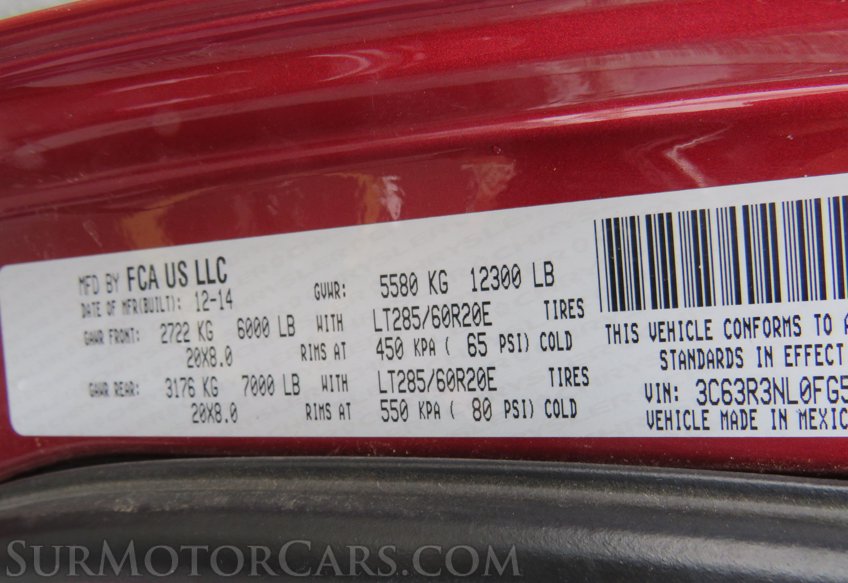 MFD BY FCA US LLC
DATE OF MFR(BUILT): 12-14
GVWR: 5580 KG 12300 LB
GAWR FRONT: 2722 KG 6000 LB WITH LT285/60R20E TIRES
20X8.0 RIMS AT 450 KPA ( 65 PSI) COLD
GAWR REAR: 3176 KG 7000 LB WITH LT285/60R20E TIRES
20X8.0 RIMS AT 550 KPA ( 80 PSI) COLD
THIS VEHICLE CONFORMS TO
STANDARDS IN EFFECT
VIN: 3C63R3NL0FG5
VEHICLE MADE IN MEXIC
SURMOTORCARS.COM